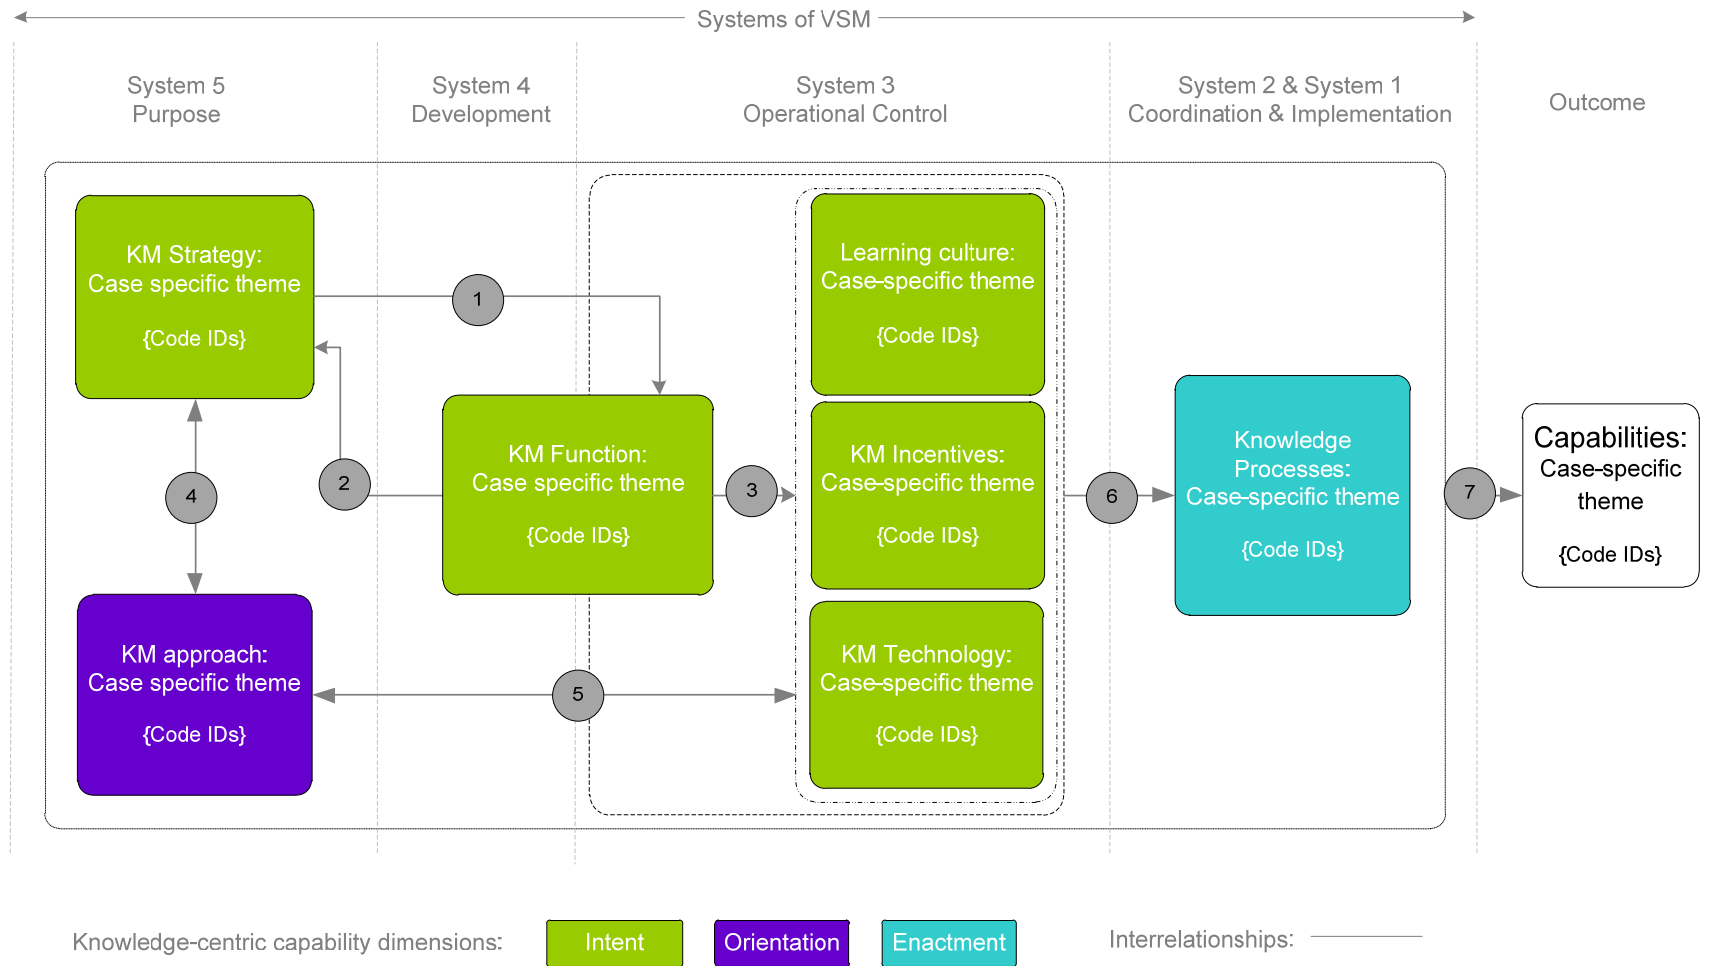 Systems of VSM
System 5
Purpose
System 4
Development
System 3
Operational Control
System 2 & System 1
Coordination & Implementation
Outcome
KM Strategy:
Case specific theme
{Code IDs}
1
2
4
KM approach:
Case specific theme
{Code IDs}
KM Function:
Case specific theme
{Code IDs}
3
5
Learning culture:
Case-specific theme
{Code IDs}
KM Incentives:
Case-specific theme
{Code IDs}
KM Technology:
Case-specific theme
{Code IDs}
6
Knowledge
Processes:
Case-specific theme
{Code IDs}
7
Capabilities:
Case-specific
theme
{Code IDs}
Knowledge-centric capability dimensions:
Intent
Orientation
Enactment
Interrelationships: